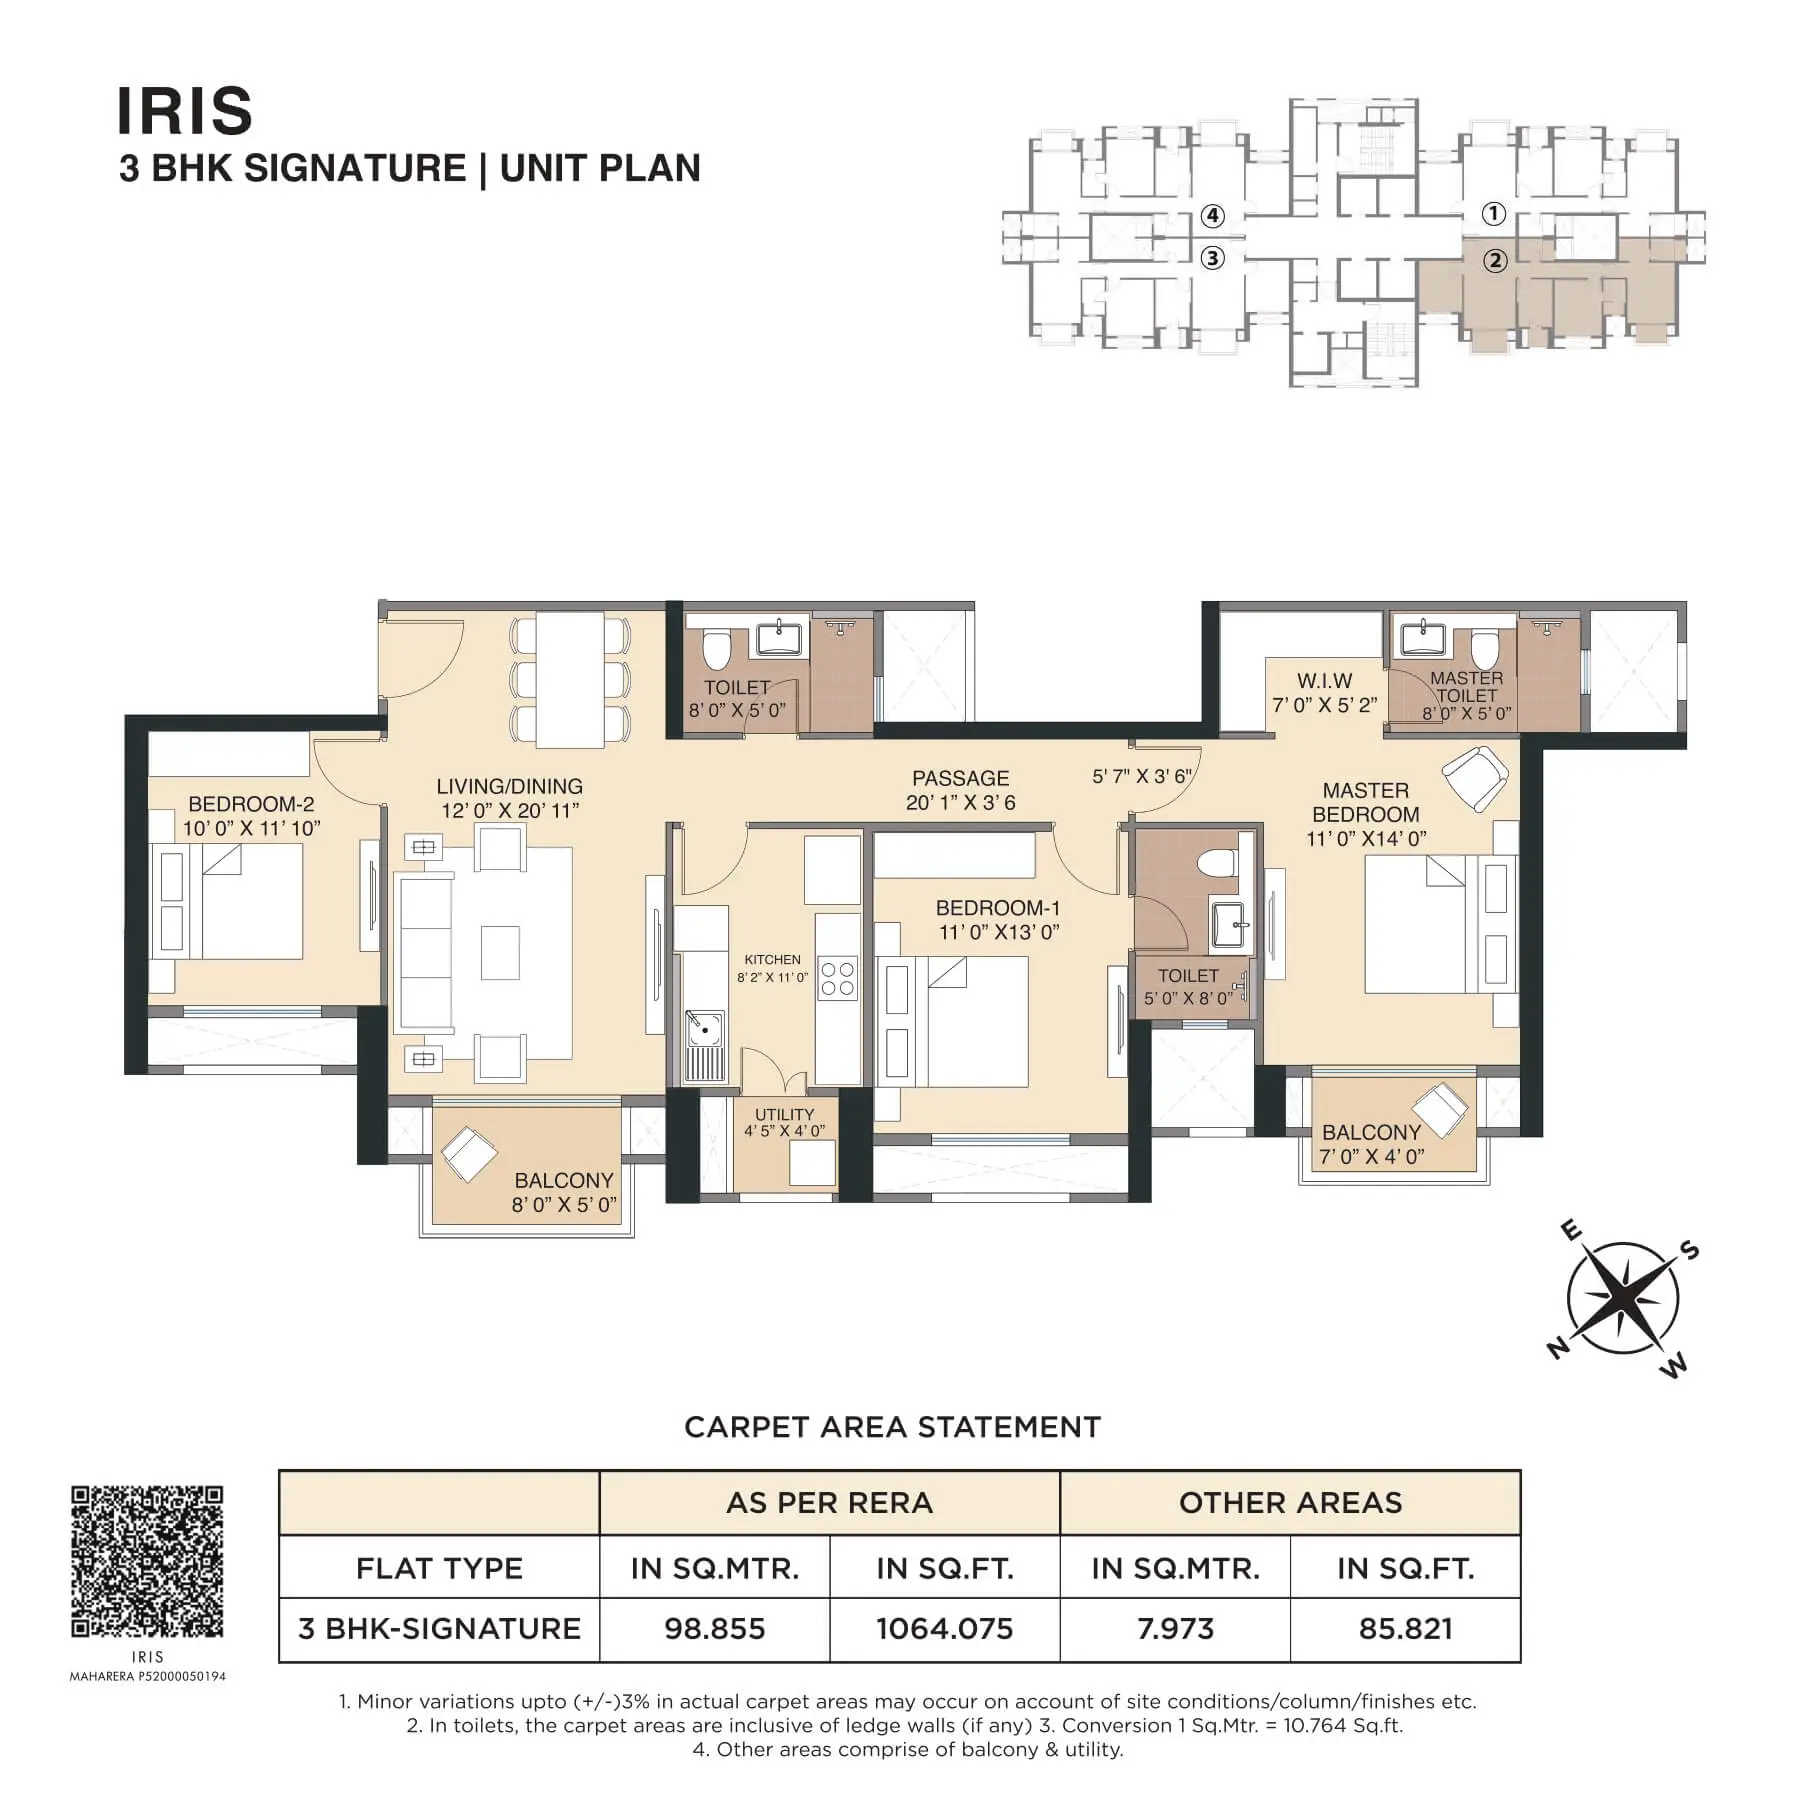 IRIS
3 BHK SIGNATURE | UNIT PLAN
4
1
3
2
TOILET
8' 0" X 5' 0"
W.I.W
7' 0" X 5' 2"
MASTER
TOILET
8' 0" X 5' 0"
BEDROOM-2
10' 0" X 11' 10"
LIVING/DINING
12' 0" X 20' 11"
PASSAGE
20' 1" X 3' 6
5' 7" X 3' 6"
MASTER
BEDROOM
11' 0" X14' 0"
KITCHEN
8' 2" X 11' 0"
BEDROOM-1
11' 0" X13' 0"
TOILET
5' 0" X 8' 0"
UTILITY
4' 5" X 4' 0"
BALCONY
8' 0" X 5' 0"
BALCONY
7' 0" X 4' 0"
E
S
N
W
CARPET AREA STATEMENT
AS PER RERA OTHER AREAS
FLAT TYPE IN SQ.MTR. IN SQ.FT. IN SQ.MTR. IN SQ.FT.
3 BHK-SIGNATURE 98.855 1064.075 7.973 85.821
IRIS
MAHARERA P52000050194
1. Minor variations upto (+/-)3% in actual carpet areas may occur on account of site conditions/column/finishes etc.
2. In toilets, the carpet areas are inclusive of ledge walls (if any) 3. Conversion 1 Sq.Mtr. = 10.764 Sq.ft.
4. Other areas comprise of balcony & utility.